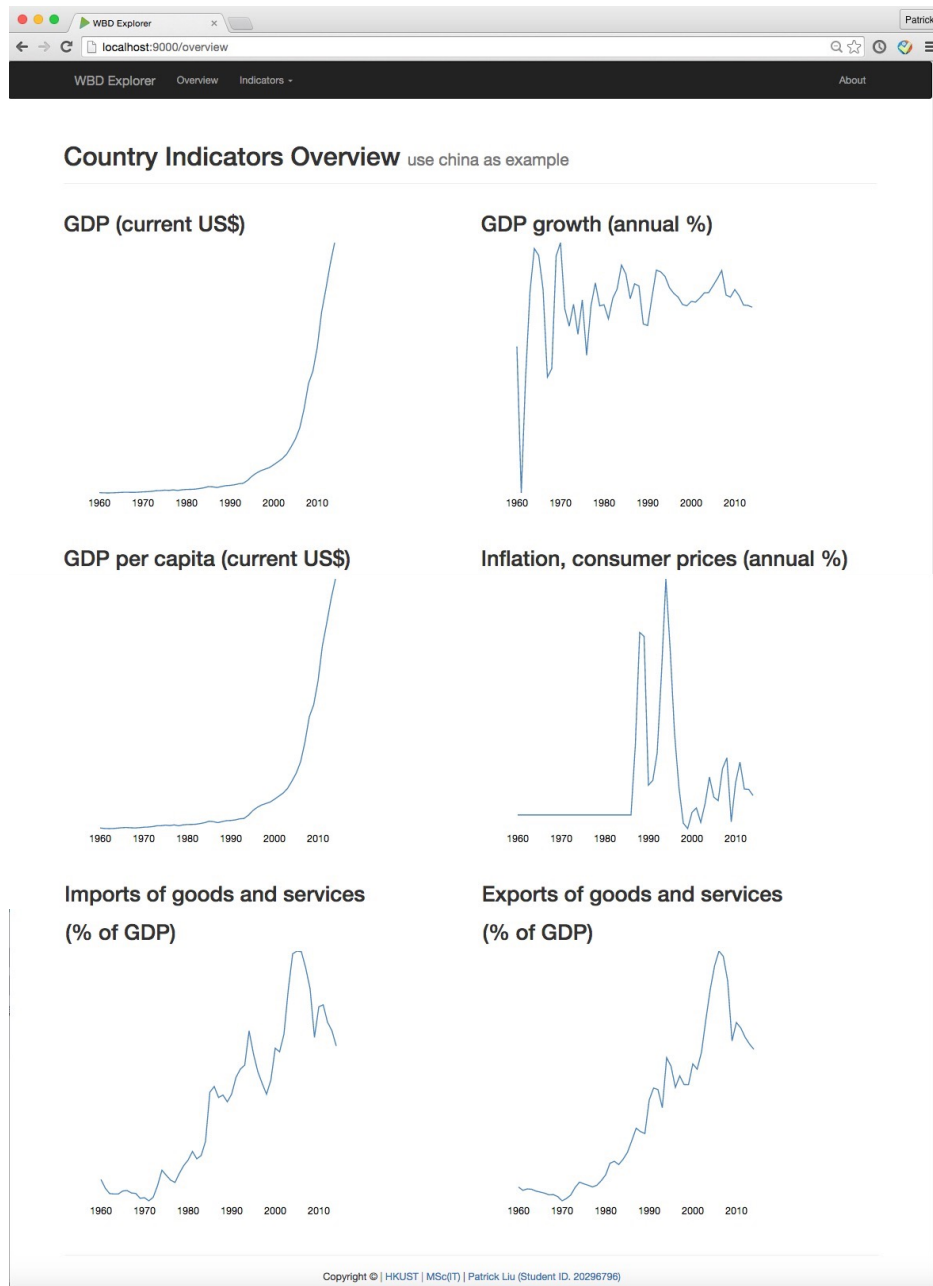 WBD Explorer
Patrick
localhost:9000/overview
WBD Explorer Overview Indicators About
Country Indicators Overview use china as example
GDP (current US$)
1960 1970 1980 1990 2000 2010
GDP growth (annual %)
1960 1970 1980 1990 2000 2010
GDP per capita (current US$)
1960 1970 1980 1990 2000 2010
Inflation, consumer prices (annual %)
1960 1970 1980 1990 2000 2010
Imports of goods and services
(% of GDP)
1960 1970 1980 1990 2000 2010
Exports of goods and services
(% of GDP)
1960 1970 1980 1990 2000 2010
Copyright © | HKUST | MSc(IT) | Patrick Liu (Student ID. 20296796)